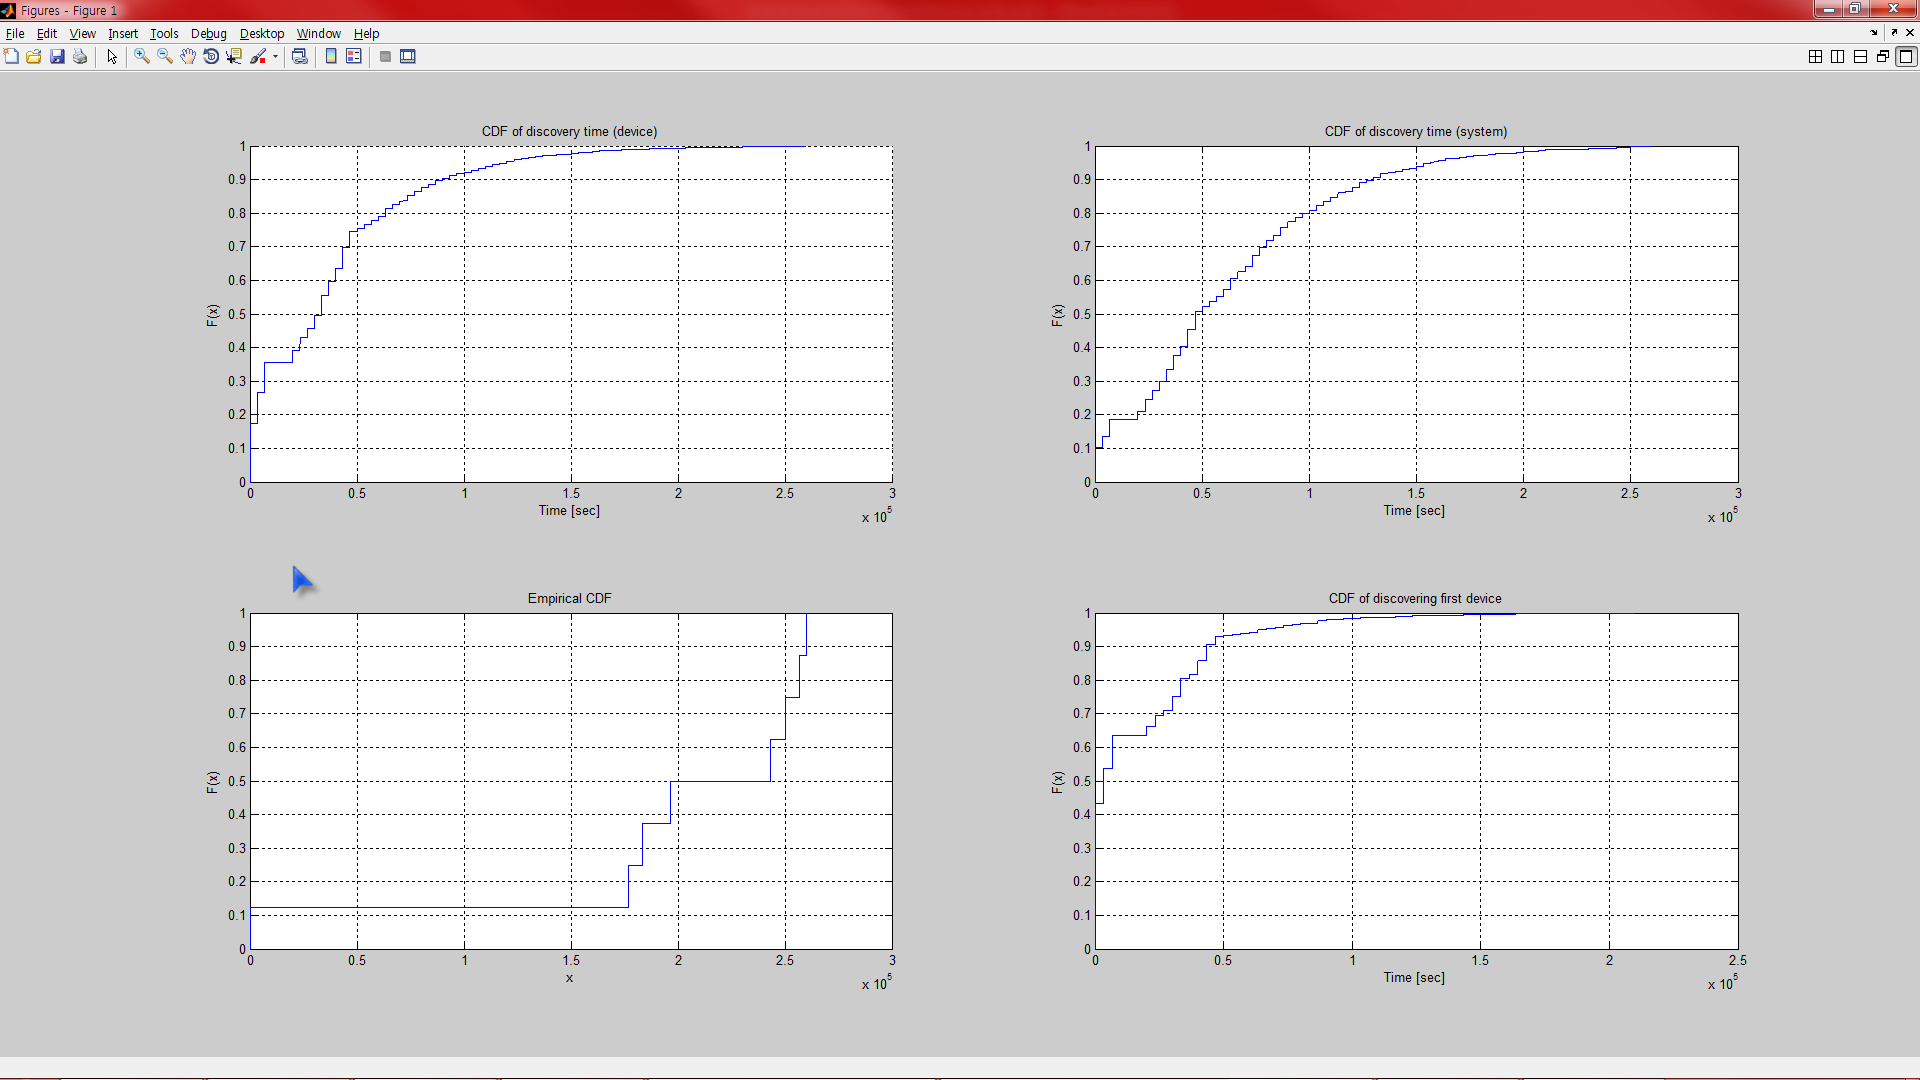 Figures - Figure 1
File Edit View Insert Tools Debug Desktop Window Help
CDF of discovery time (device)
1
0.9
0.8
0.7
0.6
0.5
0.4
0.3
0.2
0.1
0
F(x)
0 0.5 1 1.5 2 2.5 3
Time [sec]
x 10^5
CDF of discovery time (system)
1
0.9
0.8
0.7
0.6
0.5
0.4
0.3
0.2
0.1
0
F(x)
0 0.5 1 1.5 2 2.5 3
Time [sec]
x 10^5
Empirical CDF
1
0.9
0.8
0.7
0.6
0.5
0.4
0.3
0.2
0.1
0
F(x)
0 0.5 1 1.5 2 2.5 3
x
x 10^5
CDF of discovering first device
1
0.9
0.8
0.7
0.6
0.5
0.4
0.3
0.2
0.1
0
F(x)
0 0.5 1 1.5 2 2.5
Time [sec]
x 10^5